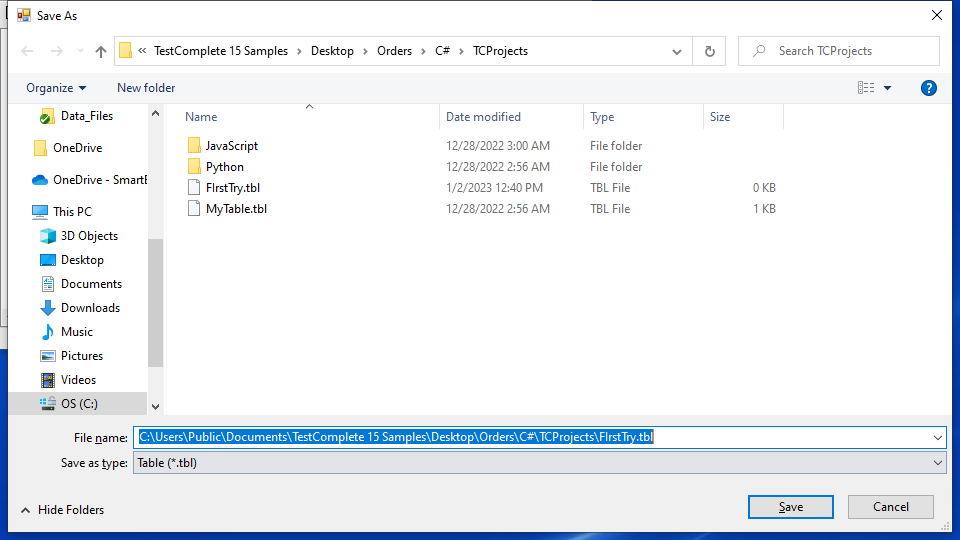 Save As
« TestComplete 15 Samples > Desktop > Orders > C# > TCProjects
Search TCProjects
Organize
New folder
Data_Files
OneDrive
OneDrive - SmartB
This PC
3D Objects
Desktop
Documents
Downloads
Music
Pictures
Videos
OS (C:)
Name Date modified Type Size
JavaScript 12/28/2022 3:00 AM File folder
Python 12/28/2022 2:56 AM File folder
FIrstTry.tbl 1/2/2023 12:40 PM TBL File 0 KB
MyTable.tbl 12/28/2022 2:56 AM TBL File 1 KB
File name: C:\Users\Public\Documents\TestComplete 15 Samples\Desktop\Orders\C#\TCProjects\FIrstTry.tbl
Save as type: Table (*.tbl)
Hide Folders
Save
Cancel